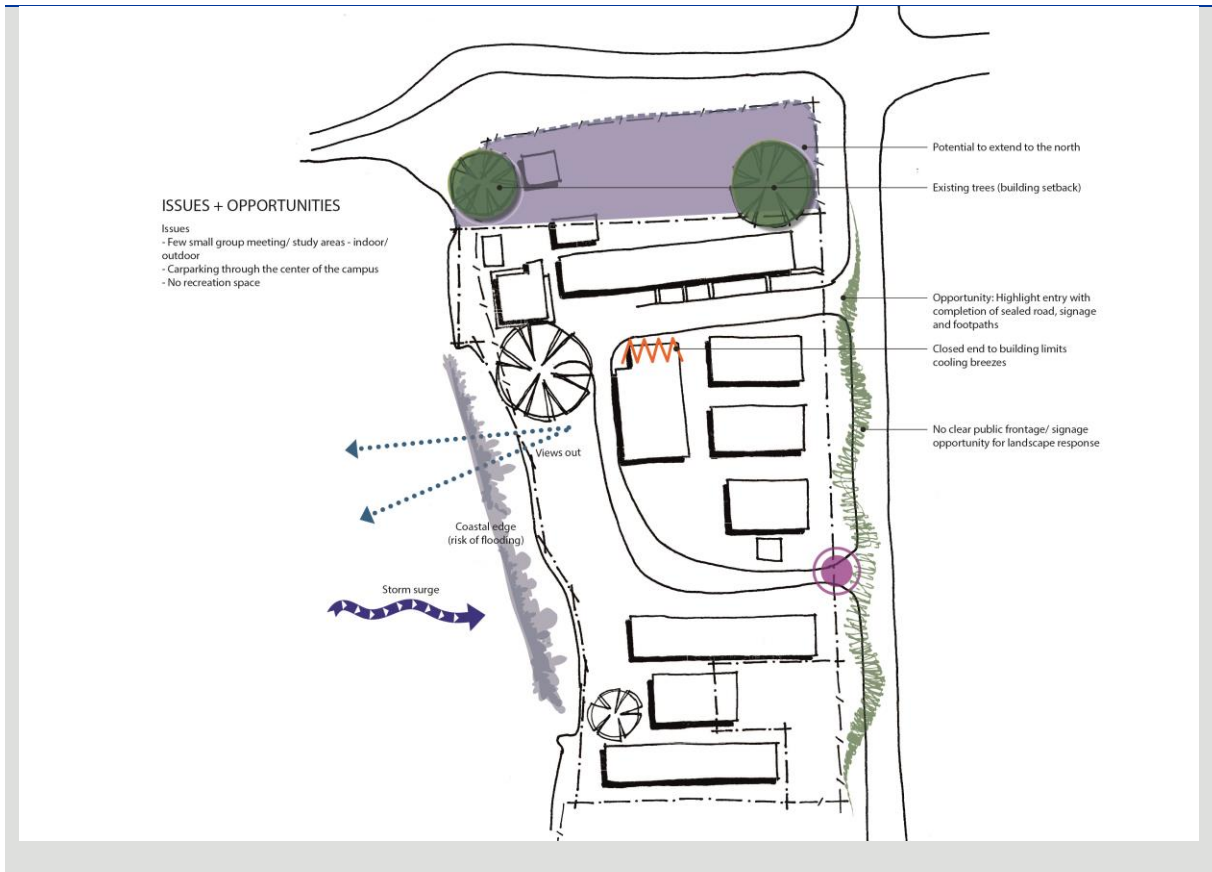 ISSUES + OPPORTUNITIES
Issues
- Few small group meeting/ study areas - indoor/
outdoor
- Carparking through the center of the campus
- No recreation space
Potential to extend to the north
Existing trees (building setback)
Opportunity: Highlight entry with
completion of sealed road, signage
and footpaths
Closed end to building limits
cooling breezes
No clear public frontage/ signage
opportunity for landscape response
Views out
Coastal edge
(risk of flooding)
Storm surge